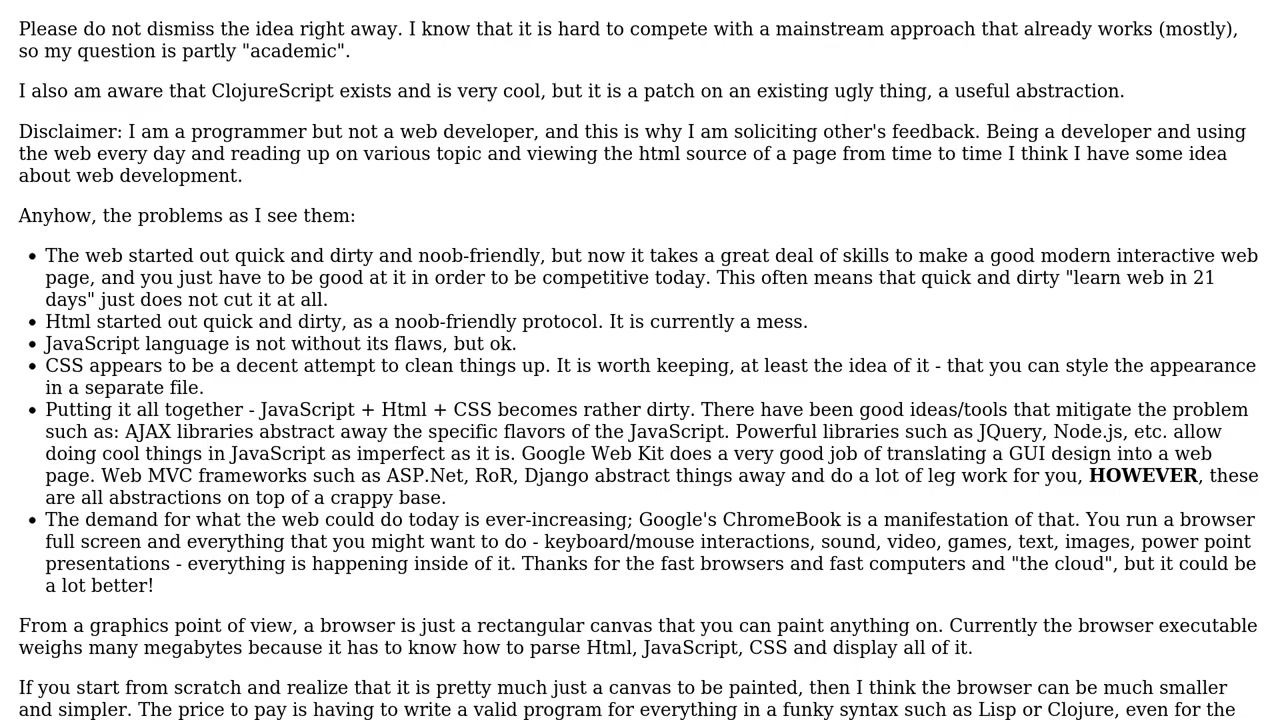 Please do not dismiss the idea right away. I know that it is hard to compete with a mainstream approach that already works (mostly),
so my question is partly "academic".
I also am aware that ClojureScript exists and is very cool, but it is a patch on an existing ugly thing, a useful abstraction.
Disclaimer: I am a programmer but not a web developer, and this is why I am soliciting other's feedback. Being a developer and using
the web every day and reading up on various topic and viewing the html source of a page from time to time I think I have some idea
about web development.
Anyhow, the problems as I see them:
• The web started out quick and dirty and noob-friendly, but now it takes a great deal of skills to make a good modern interactive web
page, and you just have to be good at it in order to be competitive today. This often means that quick and dirty "learn web in 21
days" just does not cut it at all.
• Html started out quick and dirty, as a noob-friendly protocol. It is currently a mess.
• JavaScript language is not without its flaws, but ok.
• CSS appears to be a decent attempt to clean things up. It is worth keeping, at least the idea of it - that you can style the appearance
in a separate file.
• Putting it all together - JavaScript + Html + CSS becomes rather dirty. There have been good ideas/tools that mitigate the problem
such as: AJAX libraries abstract away the specific flavors of the JavaScript. Powerful libraries such as JQuery, Node.js, etc. allow
doing cool things in JavaScript as imperfect as it is. Google Web Kit does a very good job of translating a GUI design into a web
page. Web MVC frameworks such as ASP.Net, RoR, Django abstract things away and do a lot of leg work for you, HOWEVER, these
are all abstractions on top of a crappy base.
• The demand for what the web could do today is ever-increasing; Google's ChromeBook is a manifestation of that. You run a browser
full screen and everything that you might want to do - keyboard/mouse interactions, sound, video, games, text, images, power point
presentations - everything is happening inside of it. Thanks for the fast browsers and fast computers and "the cloud", but it could be
a lot better!
From a graphics point of view, a browser is just a rectangular canvas that you can paint anything on. Currently the browser executable
weighs many megabytes because it has to know how to parse Html, JavaScript, CSS and display all of it.
If you start from scratch and realize that it is pretty much just a canvas to be painted, then I think the browser can be much smaller
and simpler. The price to pay is having to write a valid program for everything in a funky syntax such as Lisp or Clojure, even for the